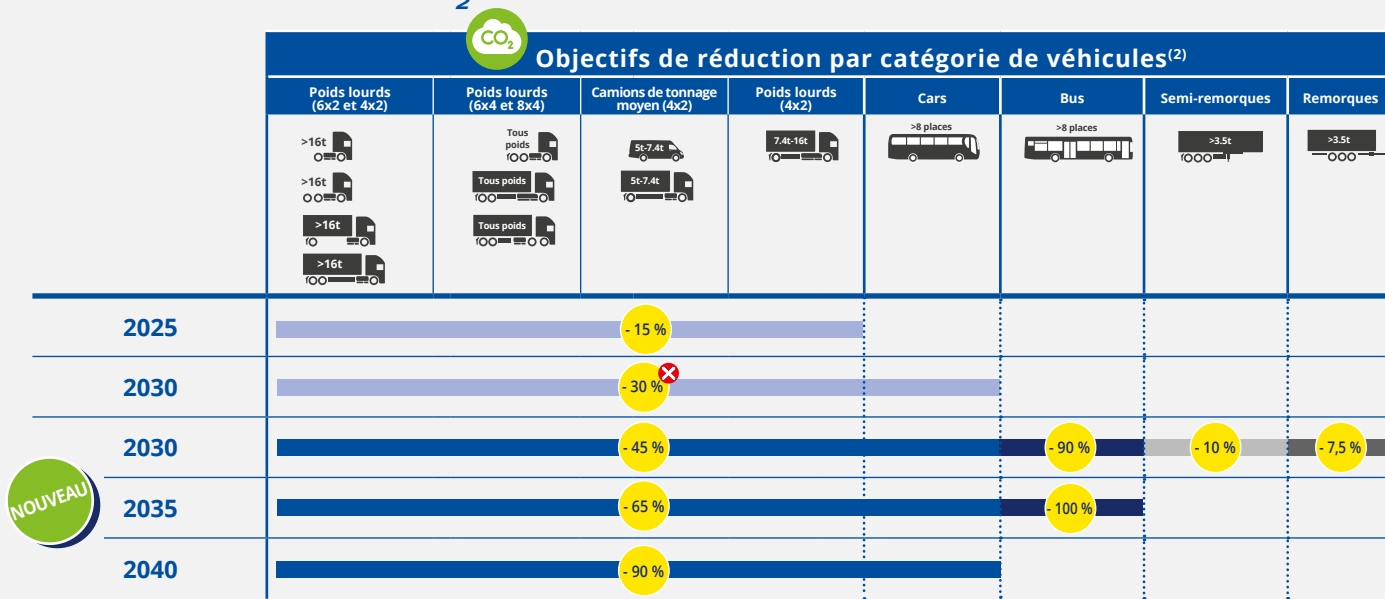 2
CO2
Objectifs de réduction par catégorie de véhicules(2)
Poids lourds
(6x2 et 4x2)
Poids lourds
(6x4 et 8x4)
Camions de tonnage
moyen (4x2)
Poids lourds
(4x2)
Cars
Bus
Semi-remorques
Remorques
>16t
>16t
>16t
>16t
Tous
poids
Tous poids
Tous poids
5t-7.4t
5t-7.4t
7.4t-16t
>8 places
>8 places
>3.5t
>3.5t
2025
- 15 %
2030
- 30 %
NOUVEAU
2030
- 45 %
- 90 %
- 10 %
- 7,5 %
2035
- 65 %
- 100 %
2040
- 90 %